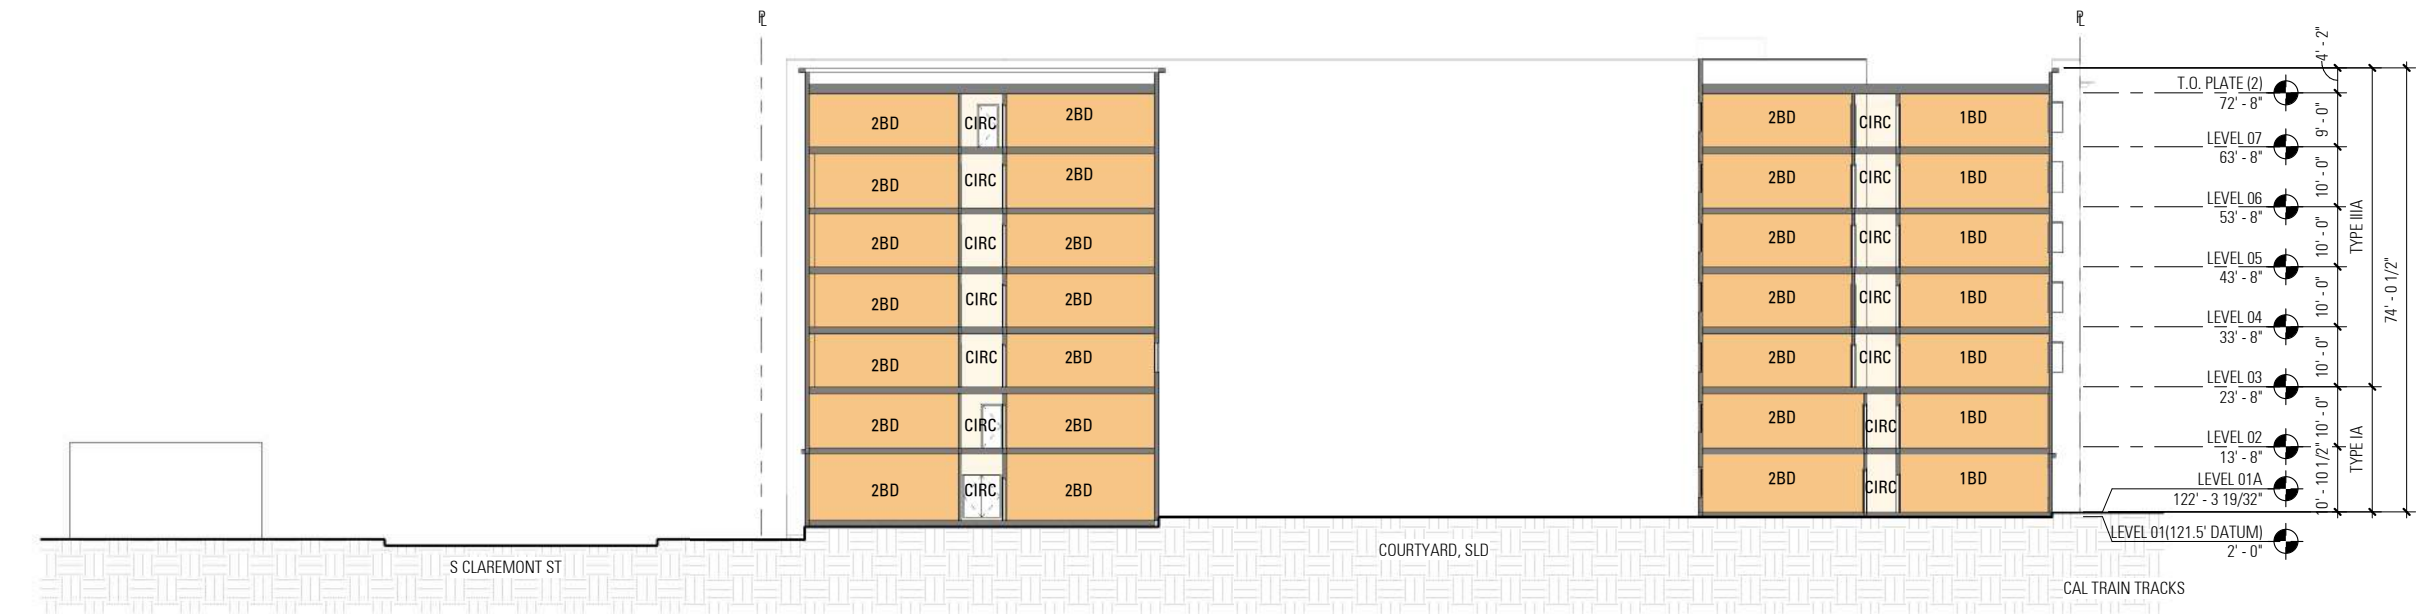 PL PL
4' - 2"
T.O. PLATE (2)
72' - 8"
2BD CIRC 2BD 2BD CIRC 1BD
9' - 0"
LEVEL 07
63' - 8"
2BD CIRC 2BD 2BD CIRC 1BD
10' - 0"
LEVEL 06
53' - 8"
2BD CIRC 2BD 2BD CIRC 1BD
10' - 0"
TYPE IIIA
LEVEL 05
43' - 8"
2BD CIRC 2BD 2BD CIRC 1BD
10' - 0"
74' - 0 1/2"
LEVEL 04
33' - 8"
2BD CIRC 2BD 2BD CIRC 1BD
10' - 0"
LEVEL 03
23' - 8"
2BD CIRC 2BD 2BD CIRC 1BD
10' - 0"
LEVEL 02
13' - 8"
TYPE IA
2BD CIRC 2BD 2BD CIRC 1BD
10' - 10 1/2"
LEVEL 01A
122' - 3 19/32"
LEVEL 01(121.5' DATUM)
2' - 0"
S CLAREMONT ST
COURTYARD, SLD
CAL TRAIN TRACKS